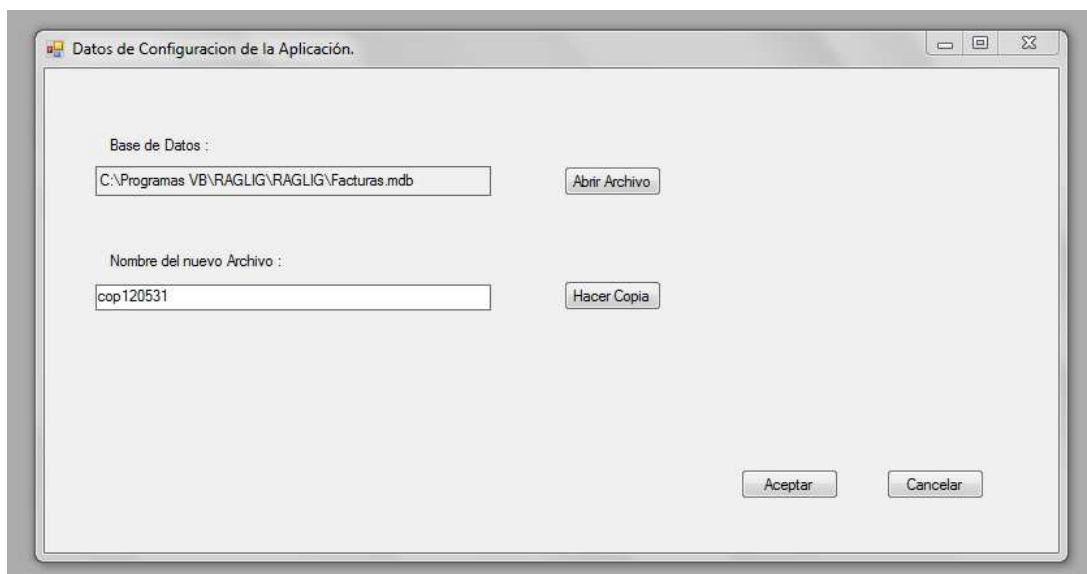 Datos de Configuracion de la Aplicación.
Base de Datos :
C:\Programas VB\RAGLIG\RAGLIG\Facturas.mdb
Abrir Archivo
Nombre del nuevo Archivo :
cop120531
Hacer Copia
Aceptar
Cancelar